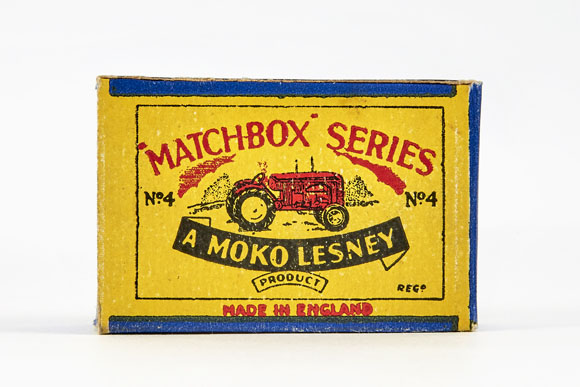 "MATCHBOX" SERIES
No4 No4
A MOKO LESNEY
PRODUCT
REGD
MADE IN ENGLAND